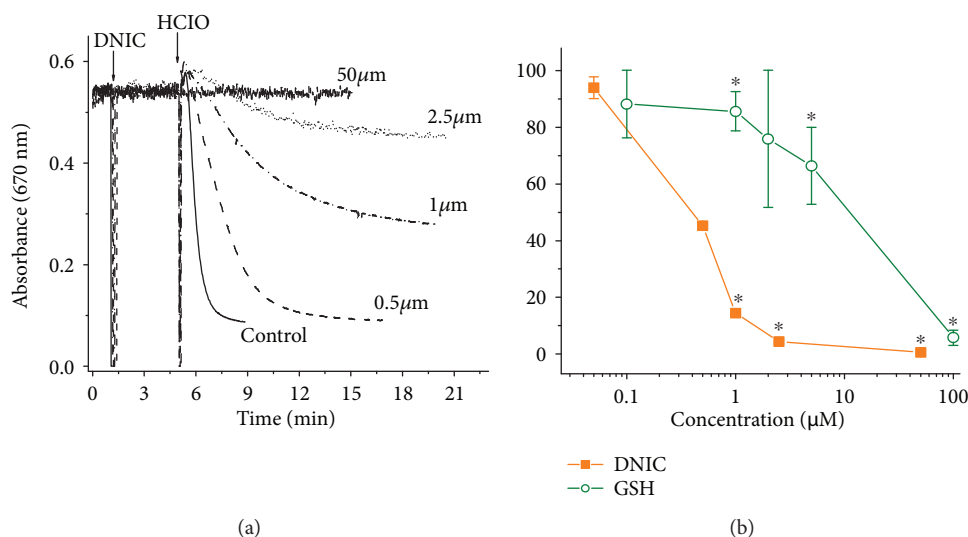 HClO
DNIC
0.6
0.4
0.2
0.0
Absorbance (670 nm)
50μm
2.5μm
1μm
0.5μm
Control
0 3 6 9 12 15 18 21
Time (min)
(a)
100
80
60
40
20
0
* * * * * * *
0.1 1 10 100
Concentration (μM)
DNIC
GSH
(b)